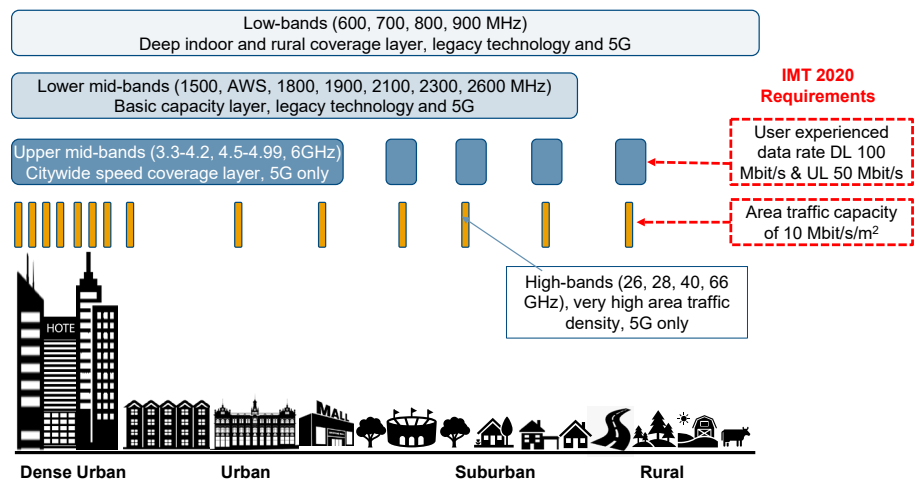 Low-bands (600, 700, 800, 900 MHz)
Deep indoor and rural coverage layer, legacy technology and 5G
Lower mid-bands (1500, AWS, 1800, 1900, 2100, 2300, 2600 MHz)
Basic capacity layer, legacy technology and 5G
IMT 2020
Requirements
Upper mid-bands (3.3-4.2, 4.5-4.99, 6GHz)
Citywide speed coverage layer, 5G only
User experienced
data rate DL 100
Mbit/s & UL 50 Mbit/s
Area traffic capacity
of 10 Mbit/s/m²
High-bands (26, 28, 40, 66
GHz), very high area traffic
density, 5G only
HOTE
MALL
Dense Urban
Urban
Suburban
Rural